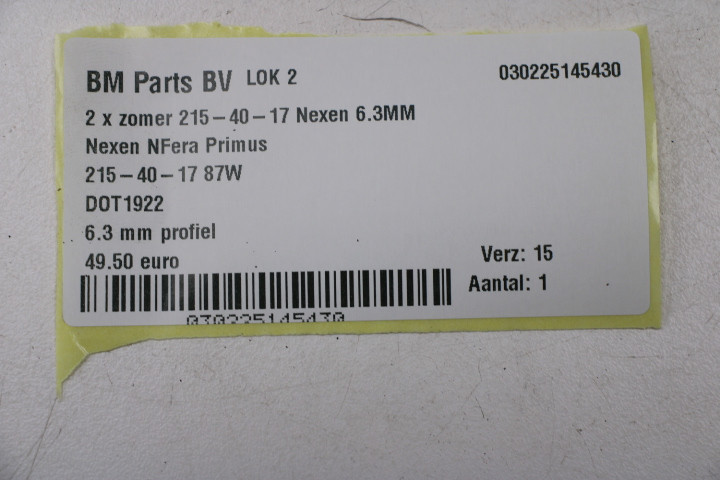 BM Parts BV LOK 2 030225145430
2 x zomer 215-40-17 Nexen 6.3MM
Nexen NFera Primus
215-40-17 87W
DOT1922
6.3 mm profiel
49.50 euro Verz: 15
Aantal: 1
030225145430